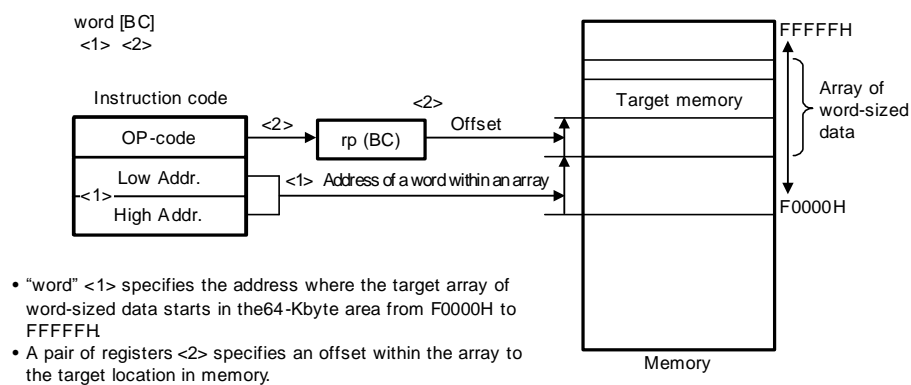 word [BC]
<1> <2>
Instruction code
OP-code
Low Addr.
<1>
High Addr.
<2>
rp (BC)
<2>
Offset
<1> Address of a word within an array
FFFFFH
Target memory
Array of
word-sized
data
F0000H
Memory
• “word” <1> specifies the address where the target array of
word-sized data starts in the64-Kbyte area from F0000H to
FFFFFH.
• A pair of registers <2> specifies an offset within the array to
the target location in memory.